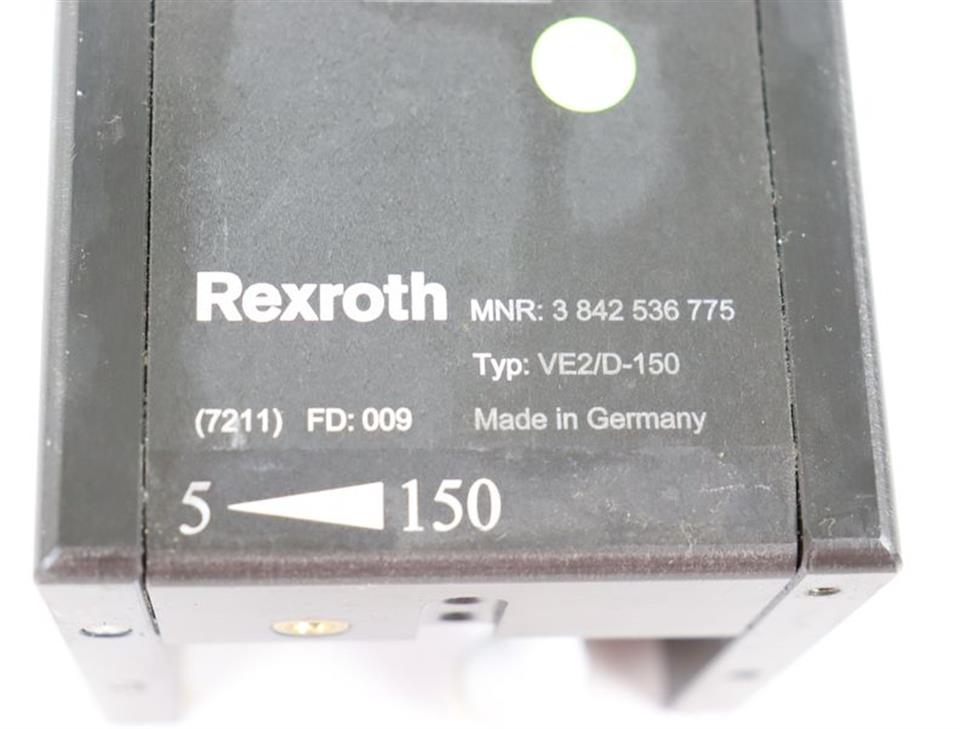 Rexroth MNR: 3 842 536 775
Typ: VE2/D-150
(7211) FD: 009 Made in Germany
5 150